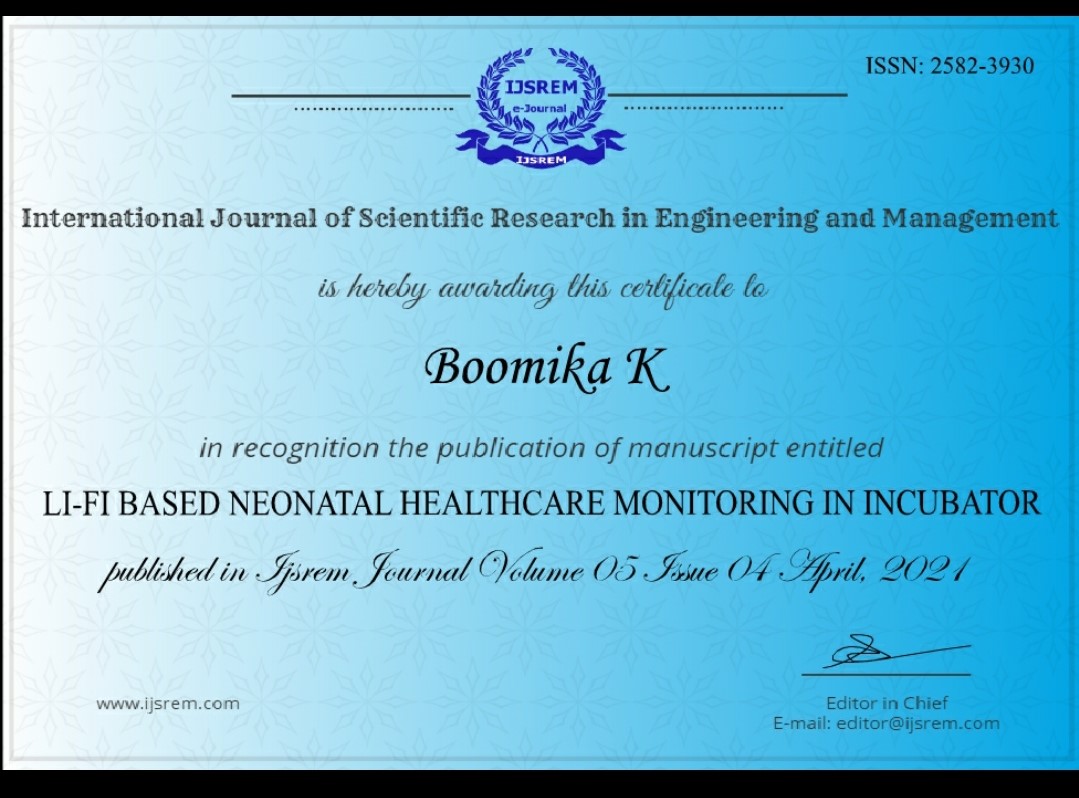 ISSN: 2582-3930
IJSREM
e-Journal
IJSREM
International Journal of Scientific Research in Engineering and Management
is hereby awarding this certificate to
Boomika K
in recognition the publication of manuscript entitled
LI-FI BASED NEONATAL HEALTHCARE MONITORING IN INCUBATOR
published in Ijsrem Journal Volume 05 Issue 04 April, 2021
www.ijsrem.com
Editor in Chief
E-mail: editor@ijsrem.com